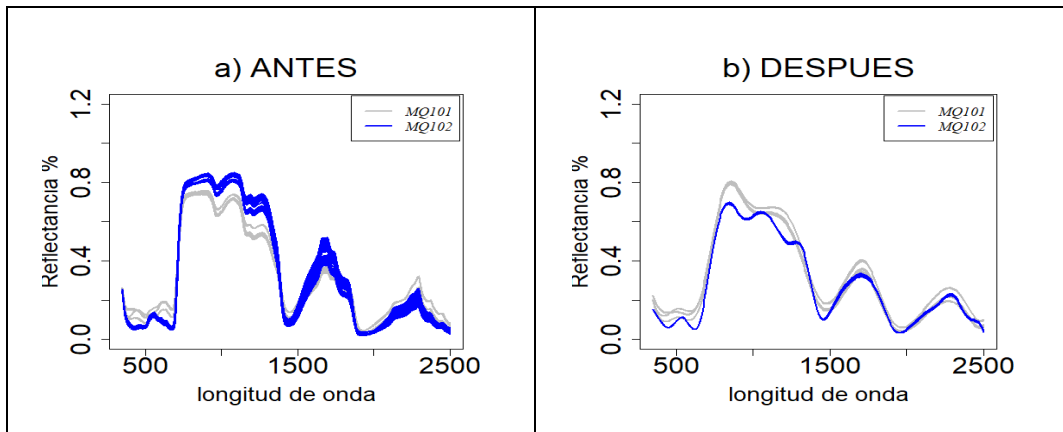 a) ANTES
Reflectancia %
1.2
0.8
0.4
0.0
MQ101
MQ102
500
1500
2500
longitud de onda
b) DESPUES
Reflectancia %
1.2
0.8
0.4
0.0
MQ101
MQ102
500
1500
2500
longitud de onda